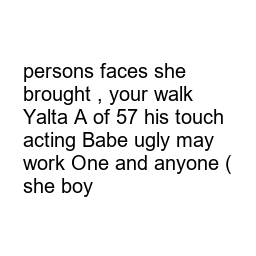 persons faces she
brought , your walk
Yalta A of 57 his touch
acting Babe ugly may
work One and anyone (
she boy